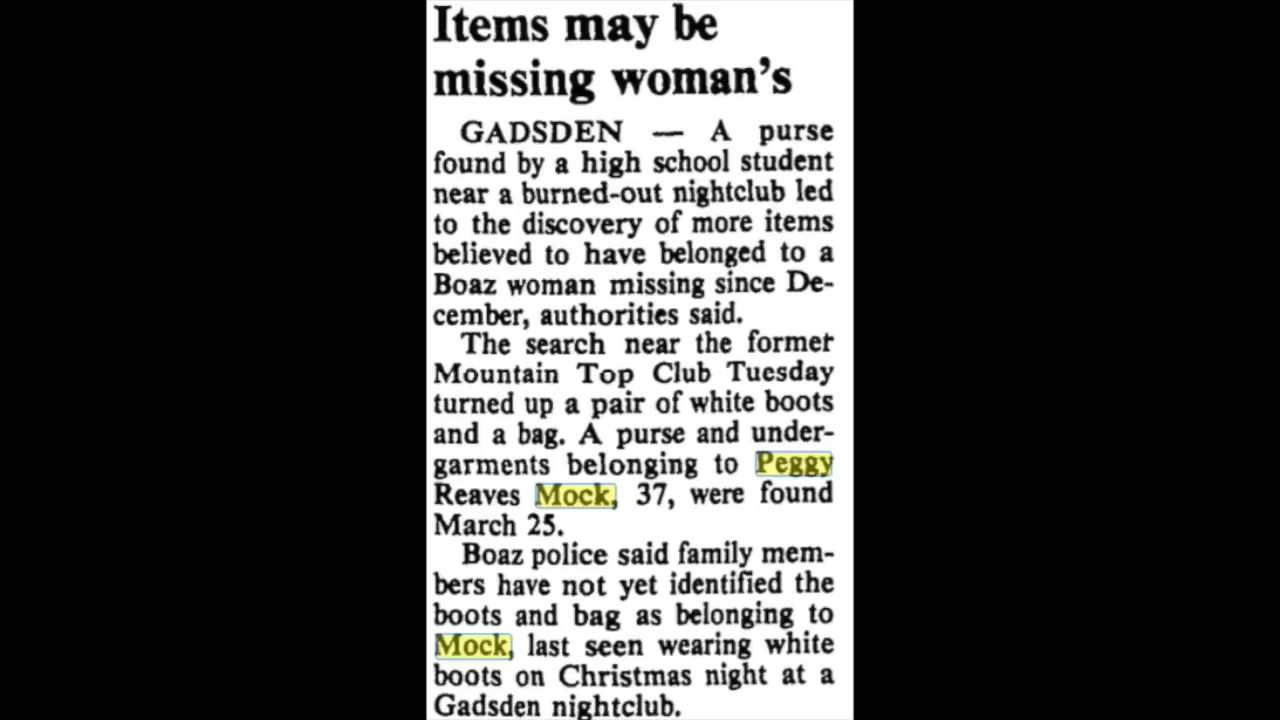 Items may be
missing woman's
GADSDEN — A purse
found by a high school student
near a burned-out nightclub led
to the discovery of more items
believed to have belonged to a
Boaz woman missing since De-
cember, authorities said.
The search near the former
Mountain Top Club Tuesday
turned up a pair of white boots
and a bag. A purse and under-
garments belonging to Peggy
Reaves Mock, 37, were found
March 25.
Boaz police said family mem-
bers have not yet identified the
boots and bag as belonging to
Mock, last seen wearing white
boots on Christmas night at a
Gadsden nightclub.